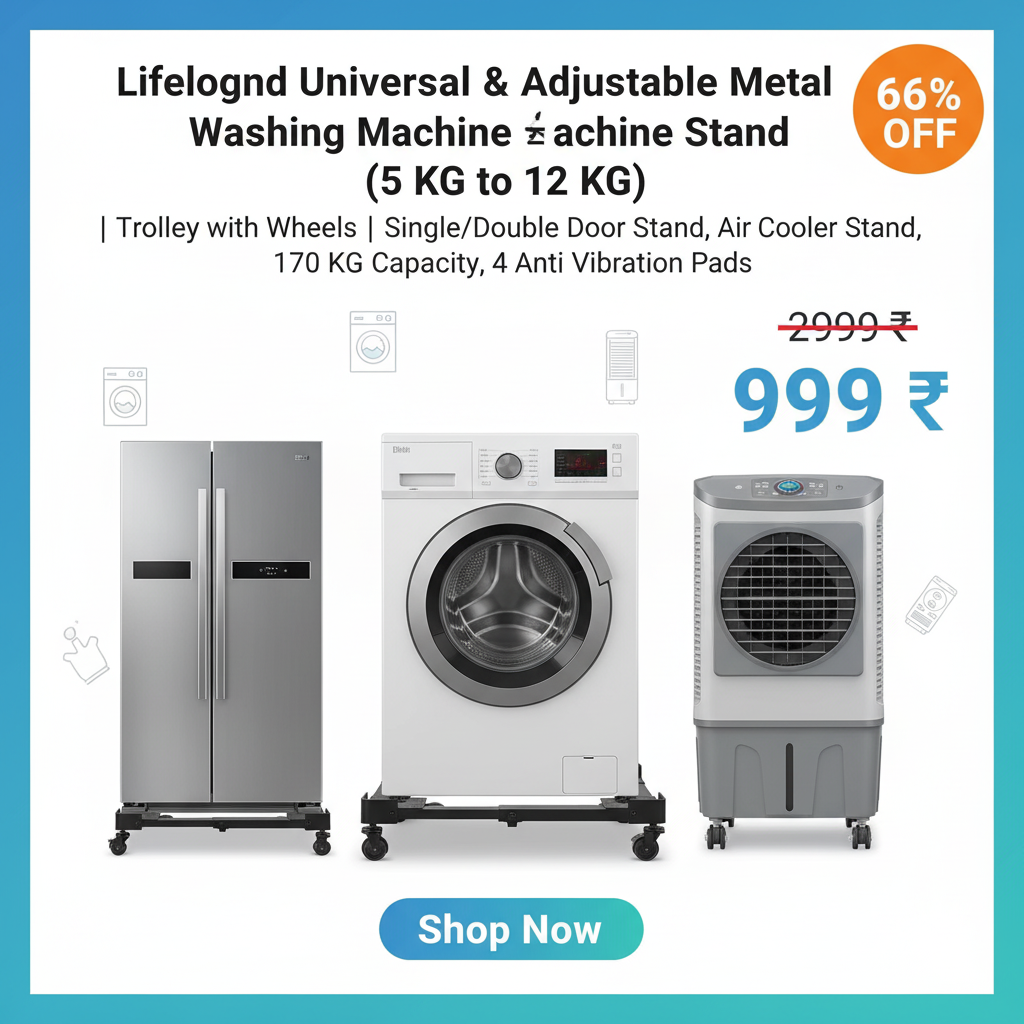 Lifelognd Universal & Adjustable Metal
Washing Machine achine Stand
(5 KG to 12 KG)
66%
OFF
| Trolley with Wheels | Single/Double Door Stand, Air Cooler Stand,
170 KG Capacity, 4 Anti Vibration Pads
2999 ₹
999 ₹
Shop Now